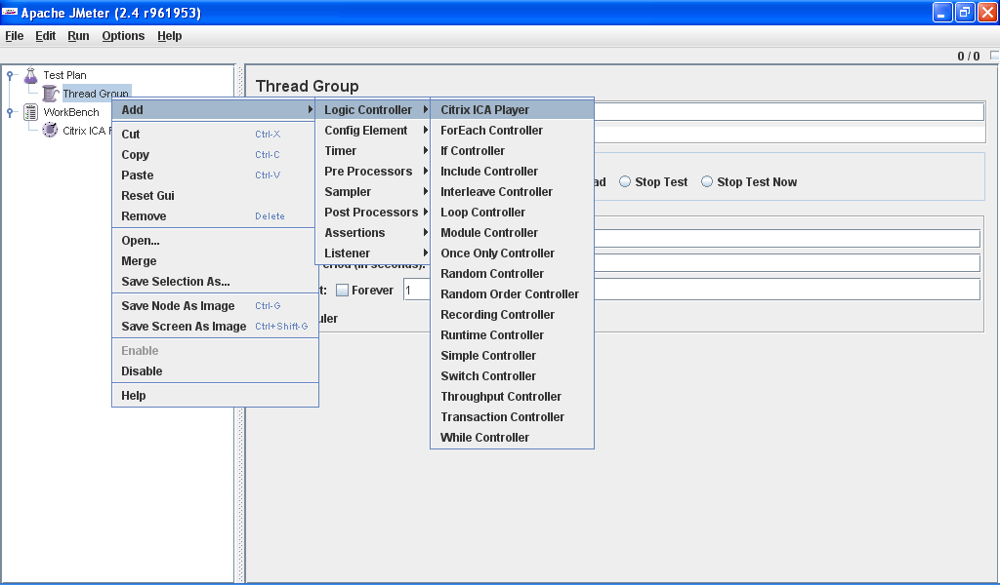 Apache JMeter (2.4 r961953)
File Edit Run Options Help
0 / 0
Test Plan
Thread Group
WorkBench
Citrix ICA
Thread Group
Add
Cut Ctrl-X
Copy Ctrl-C
Paste Ctrl-V
Reset Gui
Remove Delete
Open...
Merge
Save Selection As...
Save Node As Image Ctrl-G
Save Screen As Image Ctrl+Shift-G
Enable
Disable
Help
Logic Controller
Config Element
Timer
Pre Processors
Sampler
Post Processors
Assertions
Listener
Citrix ICA Player
ForEach Controller
If Controller
Include Controller
Interleave Controller
Loop Controller
Module Controller
Once Only Controller
Random Controller
Random Order Controller
Recording Controller
Runtime Controller
Simple Controller
Switch Controller
Throughput Controller
Transaction Controller
While Controller
Stop Test Stop Test Now
(in seconds):
Forever 1